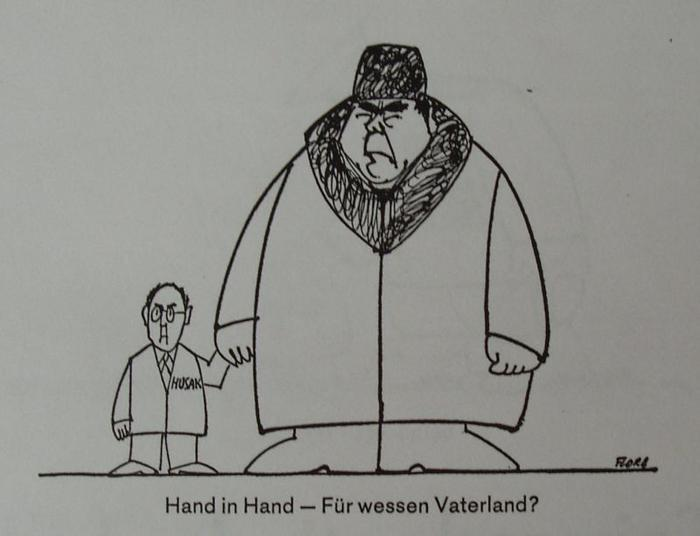 HUSAK
FLORA
Hand in Hand — Für wessen Vaterland?